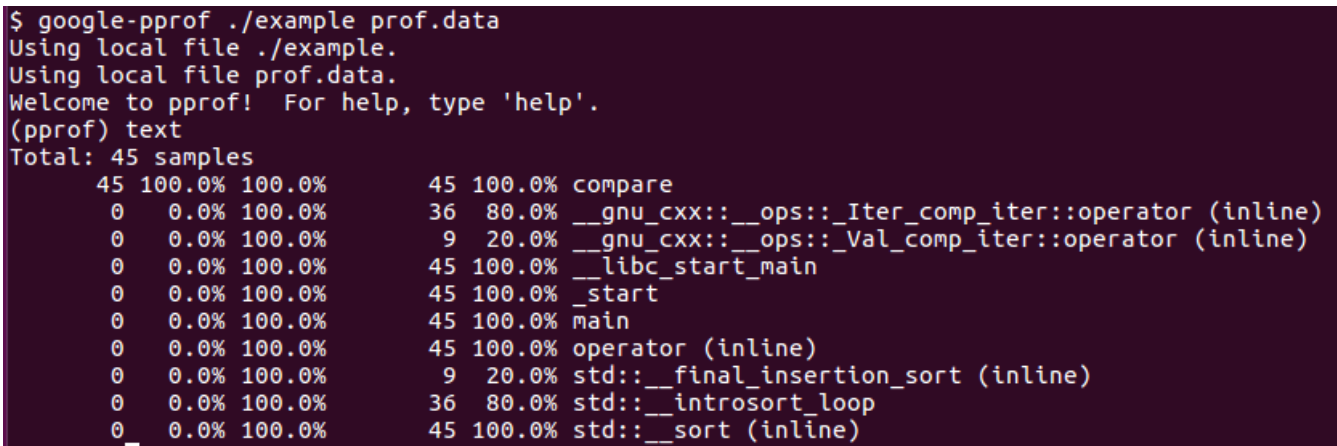 $ google-pprof ./example prof.data
Using local file ./example.
Using local file prof.data.
Welcome to pprof!  For help, type 'help'.
(pprof) text
Total: 45 samples
      45 100.0% 100.0%       45 100.0% compare
       0   0.0% 100.0%       36  80.0% __gnu_cxx::__ops::_Iter_comp_iter::operator (inline)
       0   0.0% 100.0%        9  20.0% __gnu_cxx::__ops::_Val_comp_iter::operator (inline)
       0   0.0% 100.0%       45 100.0% __libc_start_main
       0   0.0% 100.0%       45 100.0% _start
       0   0.0% 100.0%       45 100.0% main
       0   0.0% 100.0%       45 100.0% operator (inline)
       0   0.0% 100.0%        9  20.0% std::__final_insertion_sort (inline)
       0   0.0% 100.0%       36  80.0% std::__introsort_loop
       0   0.0% 100.0%       45 100.0% std::__sort (inline)